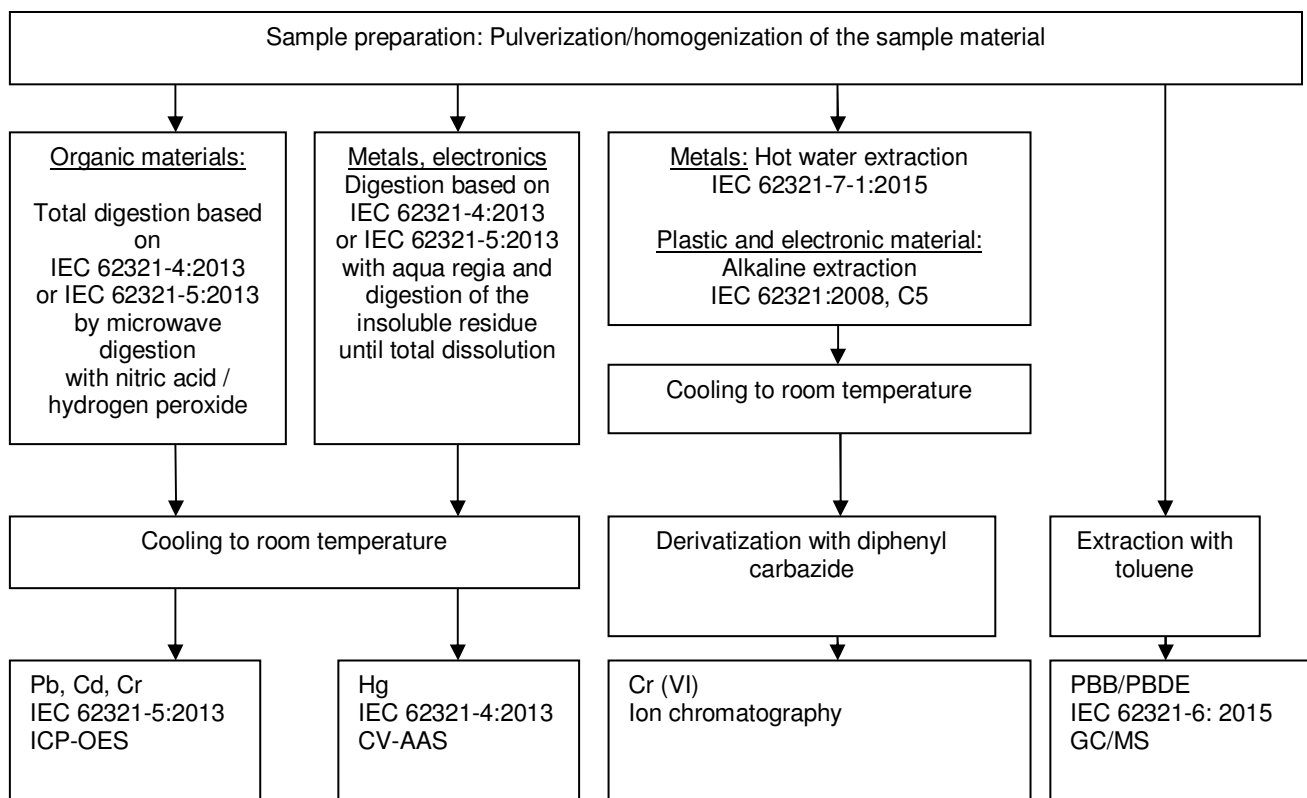 Sample preparation: Pulverization/homogenization of the sample material
Organic materials:
Total digestion based
on
IEC 62321-4:2013
or IEC 62321-5:2013
by microwave
digestion
with nitric acid /
hydrogen peroxide
Metals, electronics
Digestion based on
IEC 62321-4:2013
or IEC 62321-5:2013
with aqua regia and
digestion of the
insoluble residue
until total dissolution
Metals: Hot water extraction
IEC 62321-7-1:2015
Plastic and electronic material:
Alkaline extraction
IEC 62321:2008, C5
Cooling to room temperature
Cooling to room temperature
Derivatization with diphenyl
carbazide
Extraction with
toluene
Pb, Cd, Cr
IEC 62321-5:2013
ICP-OES
Hg
IEC 62321-4:2013
CV-AAS
Cr (VI)
Ion chromatography
PBB/PBDE
IEC 62321-6: 2015
GC/MS